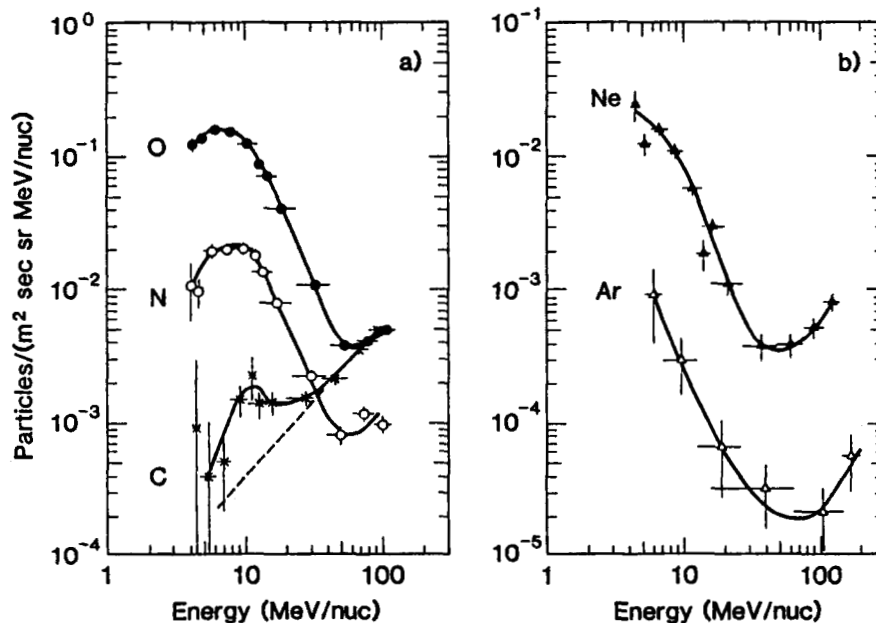 a)
10⁰
10⁻¹
10⁻²
10⁻³
10⁻⁴
O
N
C
1
10
100
Particles/(m² sec sr MeV/nuc)
Energy (MeV/nuc)
b)
10⁻¹
10⁻²
10⁻³
10⁻⁴
10⁻⁵
Ne
Ar
1
10
100
Energy (MeV/nuc)